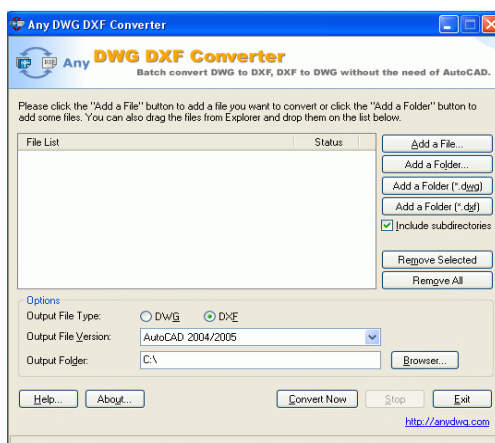 Any DWG DXF Converter
Any DWG DXF Converter
Batch convert DWG to DXF, DXF to DWG without the need of AutoCAD.
Please click the "Add a File" button to add a file you want to convert or click the "Add a Folder" button to
add some files. You can also drag the files from Explorer and drop them on the list below.
File List Status
Add a File...
Add a Folder...
Add a Folder (*.dwg)
Add a Folder (*.dxf)
Include subdirectories
Remove Selected
Remove All
Options
Output File Type: DWG DXF
Output File Version: AutoCAD 2004/2005
Output Folder: C:\ Browser...
Help... About... Convert Now Stop Exit
http://anydwg.com